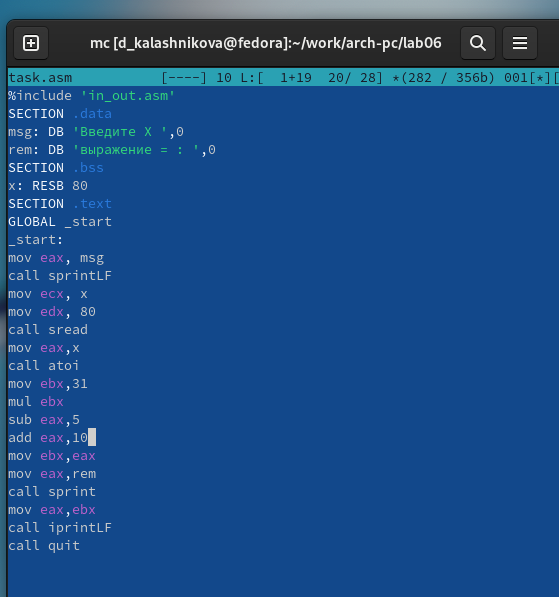 mc [d_kalashnikova@fedora]:~/work/arch-pc/lab06
task.asm [----] 10 L:[ 1+19 20/ 28] *(282 / 356b) 001[*][
%include 'in_out.asm'
SECTION .data
msg: DB 'Введите X ',0
rem: DB 'выражение = : ',0
SECTION .bss
x: RESB 80
SECTION .text
GLOBAL _start
_start:
mov eax, msg
call sprintLF
mov ecx, x
mov edx, 80
call sread
mov eax,x
call atoi
mov ebx,31
mul ebx
sub eax,5
add eax,10
mov ebx,eax
mov eax,rem
call sprint
mov eax,ebx
call iprintLF
call quit